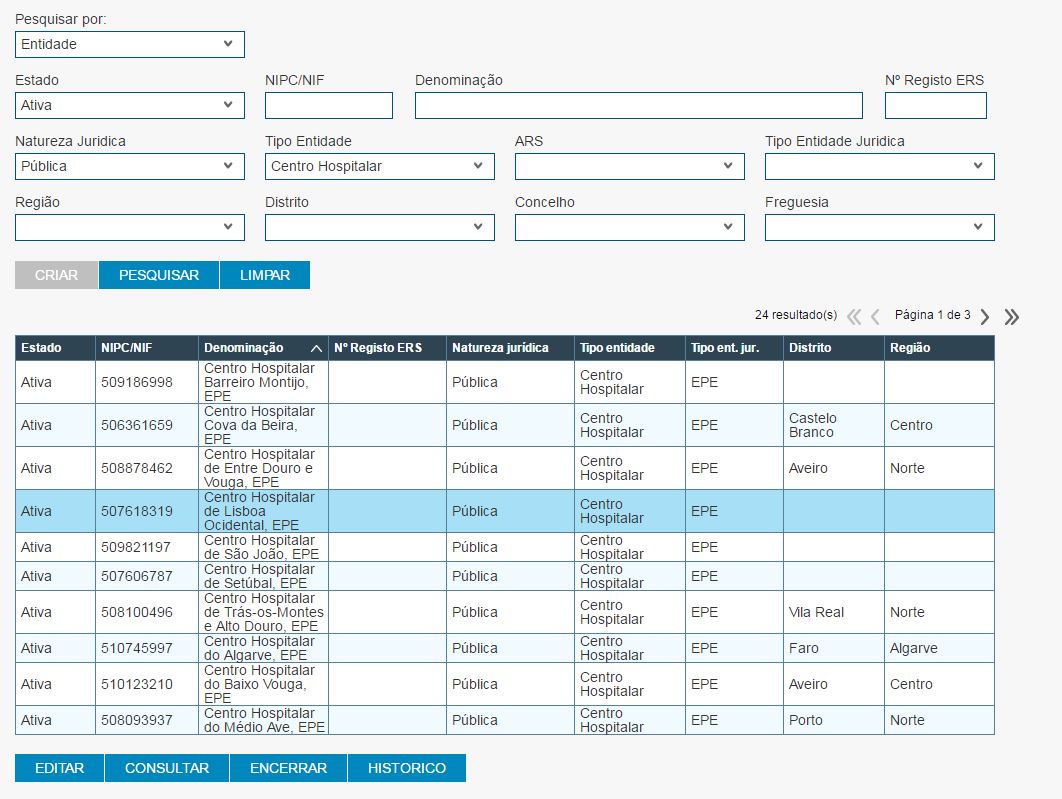 Pesquisar por:
Entidade
Estado NIPC/NIF Denominação Nº Registo ERS
Ativa
Natureza Juridica Tipo Entidade ARS Tipo Entidade Juridica
Pública Centro Hospitalar
Região Distrito Concelho Freguesia
CRIAR PESQUISAR LIMPAR
24 resultado(s) Página 1 de 3
Estado NIPC/NIF Denominação Nº Registo ERS Natureza jurídica Tipo entidade Tipo ent. jur. Distrito Região
Ativa 509186998 Centro Hospitalar Barreiro Montijo, EPE Pública Centro Hospitalar EPE
Ativa 506361659 Centro Hospitalar Cova da Beira, EPE Pública Centro Hospitalar EPE Castelo Branco Centro
Ativa 508878462 Centro Hospitalar de Entre Douro e Vouga, EPE Pública Centro Hospitalar EPE Aveiro Norte
Ativa 507618319 Centro Hospitalar de Lisboa Ocidental, EPE Pública Centro Hospitalar EPE
Ativa 509821197 Centro Hospitalar de São João, EPE Pública Centro Hospitalar EPE
Ativa 507606787 Centro Hospitalar de Setúbal, EPE Pública Centro Hospitalar EPE
Ativa 508100496 Centro Hospitalar de Trás-os-Montes e Alto Douro, EPE Pública Centro Hospitalar EPE Vila Real Norte
Ativa 510745997 Centro Hospitalar do Algarve, EPE Pública Centro Hospitalar EPE Faro Algarve
Ativa 510123210 Centro Hospitalar do Baixo Vouga, EPE Pública Centro Hospitalar EPE Aveiro Centro
Ativa 508093937 Centro Hospitalar do Médio Ave, EPE Pública Centro Hospitalar EPE Porto Norte
EDITAR CONSULTAR ENCERRAR HISTORICO